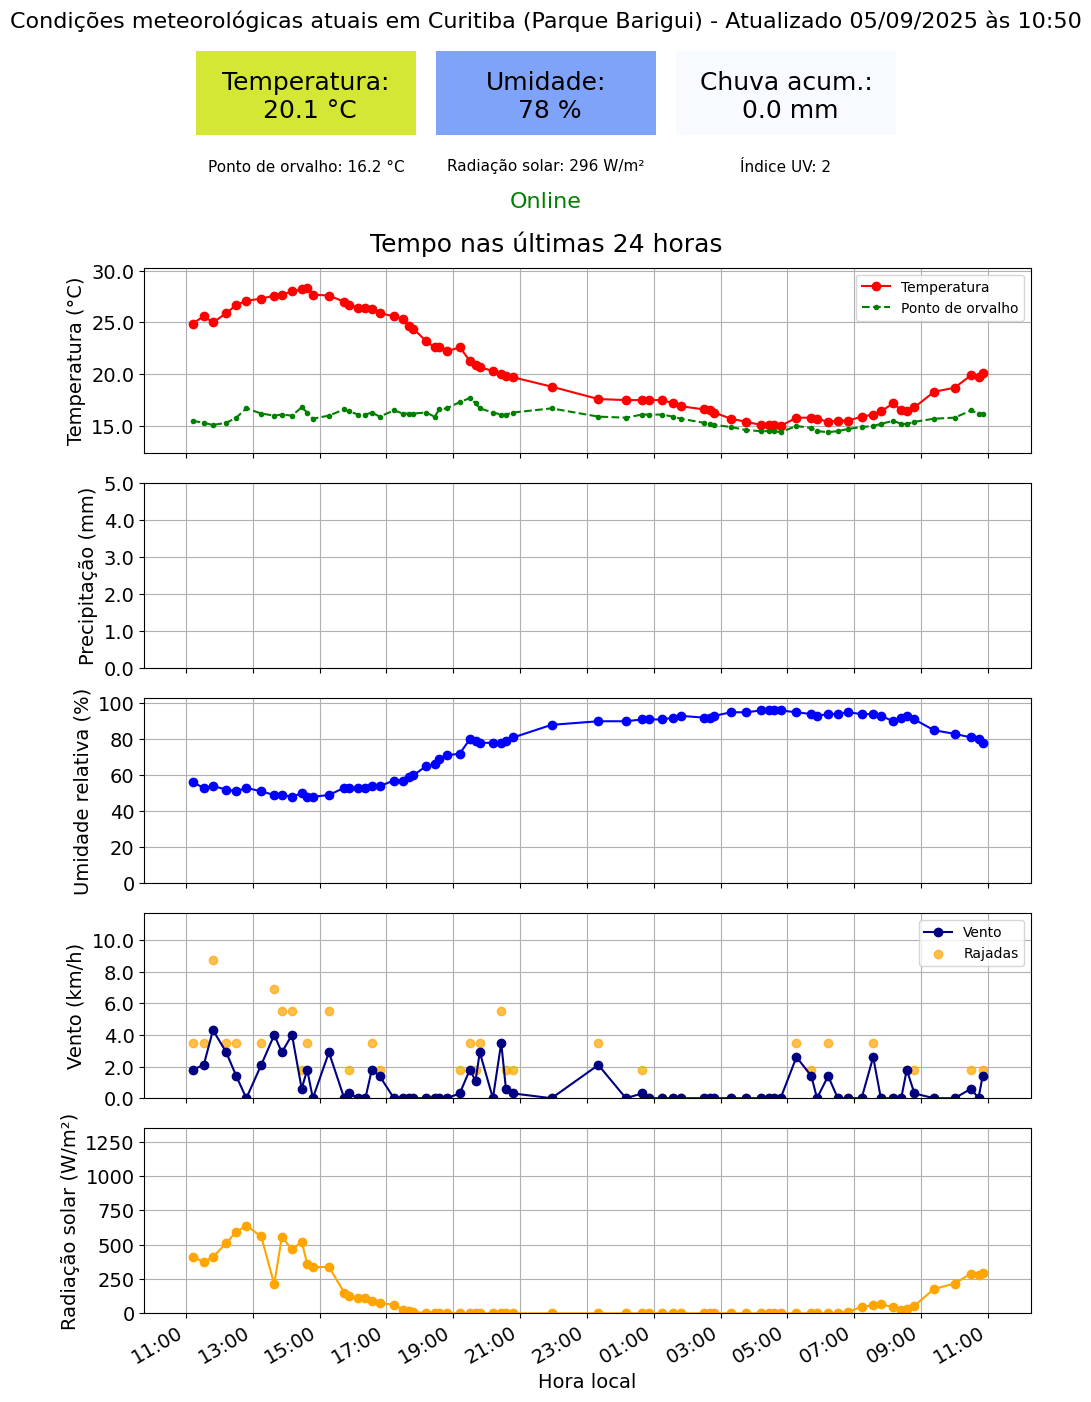 Condições meteorológicas atuais em Curitiba (Parque Barigui) - Atualizado 05/09/2025 às 10:50
Temperatura:
20.1 °C
Umidade:
78 %
Chuva acum.:
0.0 mm
Ponto de orvalho: 16.2 °C
Radiação solar: 296 W/m²
Índice UV: 2
Online
Tempo nas últimas 24 horas
Temperatura (°C)
30.0
25.0
20.0
15.0
Temperatura
Ponto de orvalho
Precipitação (mm)
5.0
4.0
3.0
2.0
1.0
0.0
Umidade relativa (%)
100
80
60
40
20
0
Vento (km/h)
10.0
8.0
6.0
4.0
2.0
0.0
Vento
Rajadas
Radiação solar (W/m²)
1250
1000
750
500
250
0
11:00
13:00
15:00
17:00
19:00
21:00
23:00
01:00
03:00
05:00
07:00
09:00
11:00
Hora local